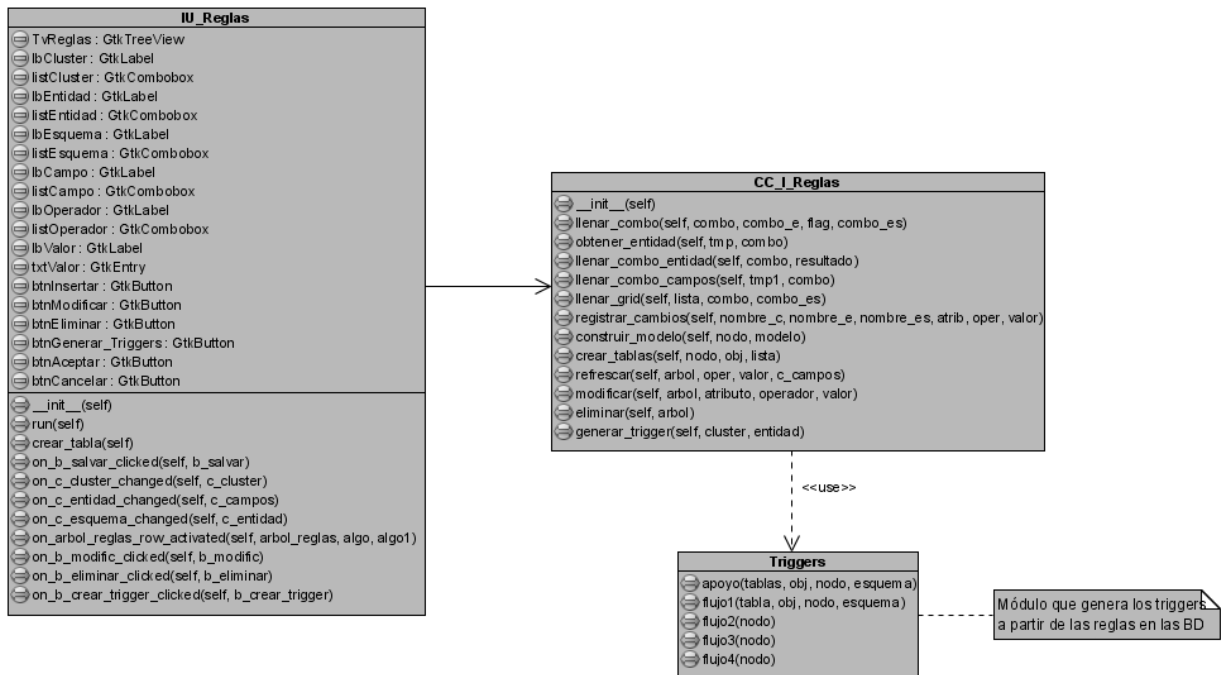 IU_Reglas
TvReglas : GtkTreeView
lbCluster : GtkLabel
listCluster : GtkCombobox
lbEntidad : GtkLabel
listEntidad : GtkCombobox
lbEsquema : GtkLabel
listEsquema : GtkCombobox
lbCampo : GtkLabel
listCampo : GtkCombobox
lbOperador : GtkLabel
listOperador : GtkCombobox
lbValor : GtkLabel
txtValor : GtkEntry
btnInsertar : GtkButton
btnModificar : GtkButton
btnEliminar : GtkButton
btnGenerar_Triggers : GtkButton
btnAceptar : GtkButton
btnCancelar : GtkButton
__init__(self)
run(self)
crear_tabla(self)
on_b_salvar_clicked(self, b_salvar)
on_c_cluster_changed(self, c_cluster)
on_c_entidad_changed(self, c_campos)
on_c_esquema_changed(self, c_entidad)
on_arbol_reglas_row_activated(self, arbol_reglas, algo, algo1)
on_b_modific_clicked(self, b_modific)
on_b_eliminar_clicked(self, b_eliminar)
on_b_crear_trigger_clicked(self, b_crear_trigger)
CC_I_Reglas
__init__(self)
llenar_combo(self, combo, combo_e, flag, combo_es)
obtener_entidad(self, tmp, combo)
llenar_combo_entidad(self, combo, resultado)
llenar_combo_campos(self, tmp1, combo)
llenar_grid(self, lista, combo, combo_es)
registrar_cambios(self, nombre_c, nombre_e, nombre_es, atrib, oper, valor)
construir_modelo(self, nodo, modelo)
crear_tablas(self, nodo, obj, lista)
refrescar(self, arbol, oper, valor, c_campos)
modificar(self, arbol, atributo, operador, valor)
eliminar(self, arbol)
generar_trigger(self, cluster, entidad)
<<use>>
Triggers
apoyo(tablas, obj, nodo, esquema)
flujo1(tabla, obj, nodo, esquema)
flujo2(nodo)
flujo3(nodo)
flujo4(nodo)
Módulo que genera los triggers
a partir de las reglas en las BD